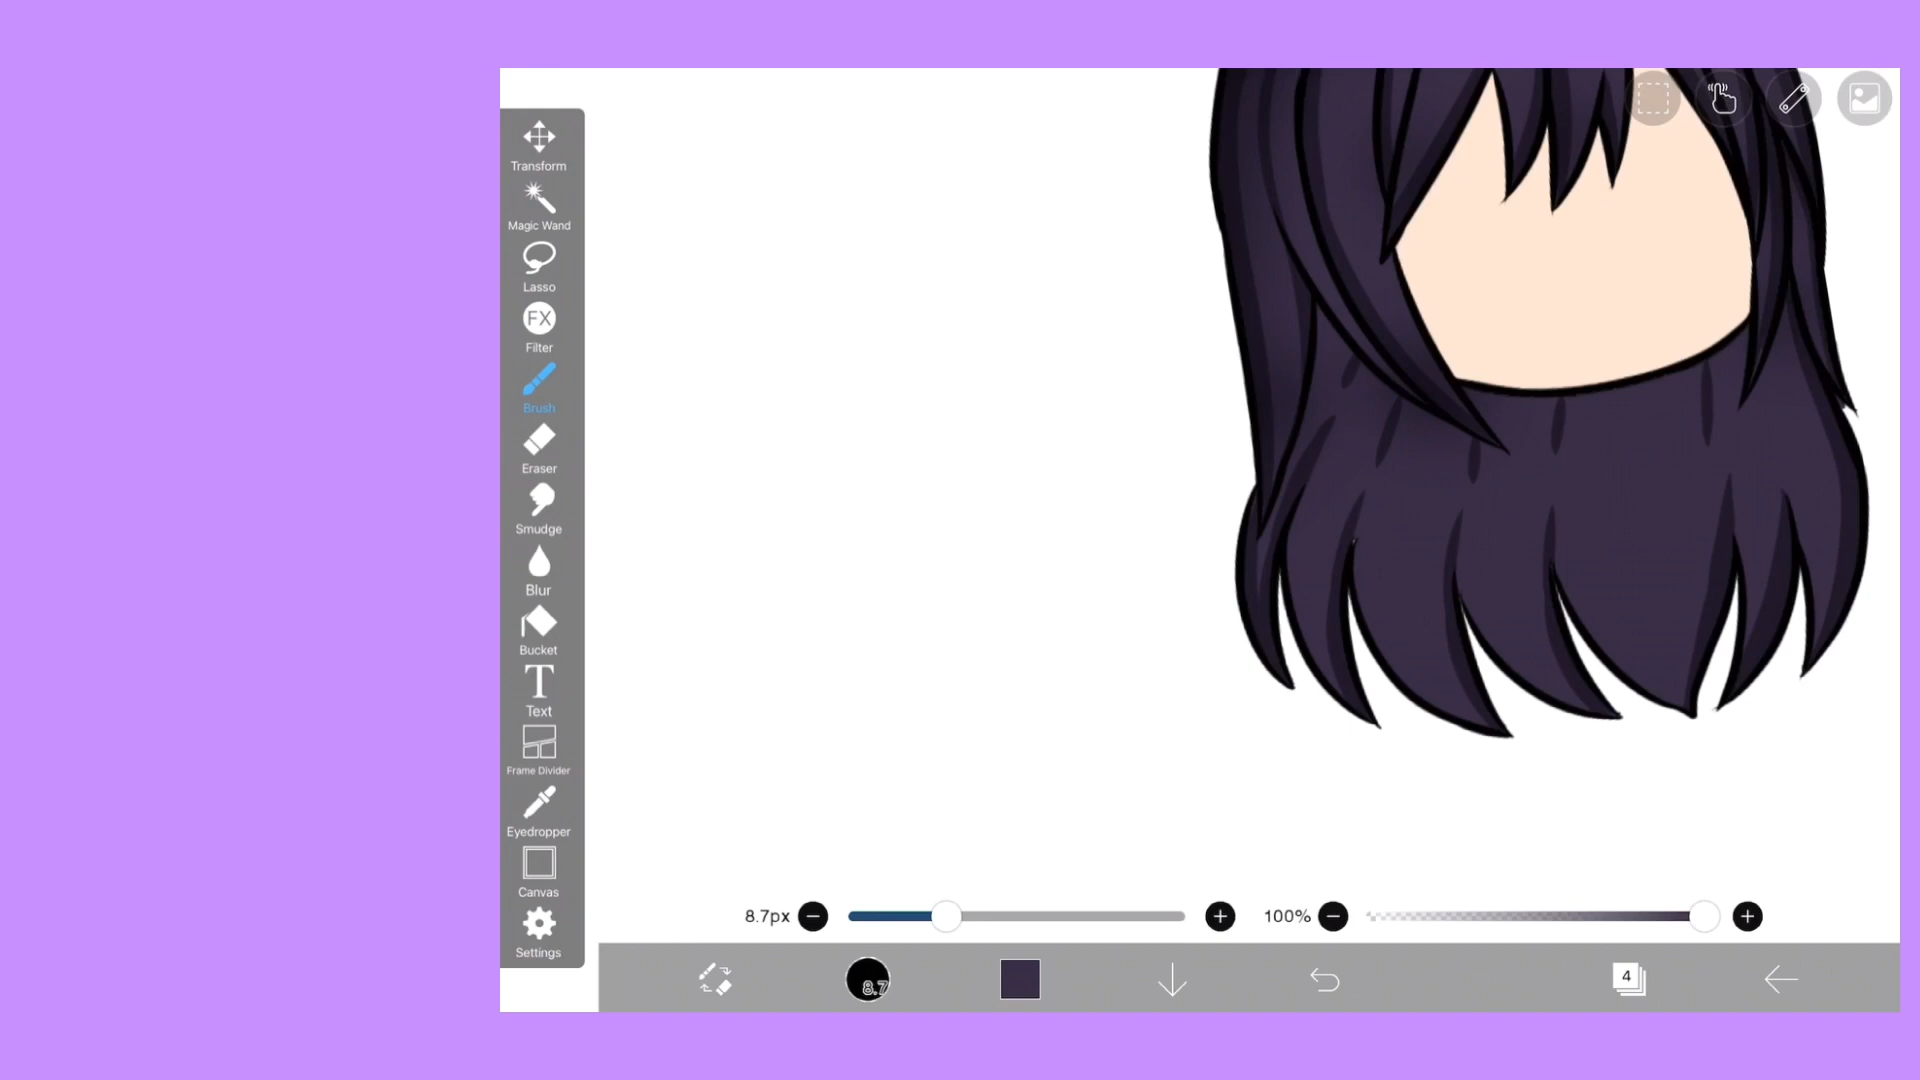 Transform
Magic Wand
Lasso
FX
Filter
Brush
Eraser
Smudge
Blur
Bucket
T
Text
Frame Divider
Eyedropper
Canvas
Settings
8.7px
100%
8.7
4